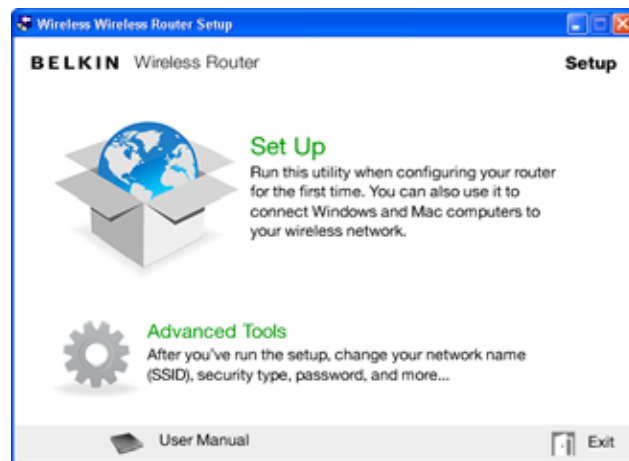 Wireless Wireless Router Setup
BELKIN Wireless Router Setup
Set Up
Run this utility when configuring your router
for the first time. You can also use it to
connect Windows and Mac computers to
your wireless network.
Advanced Tools
After you've run the setup, change your network name
(SSID), security type, password, and more...
User Manual Exit